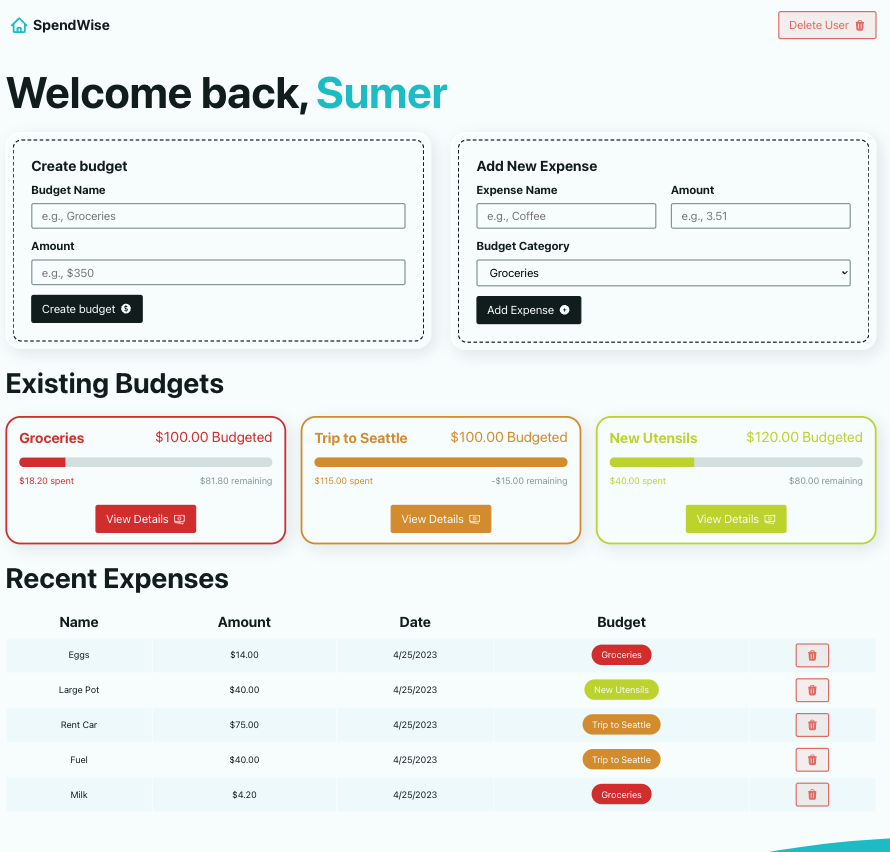 SpendWise
Delete User
Welcome back, Sumer
Create budget
Budget Name
e.g., Groceries
Amount
e.g., $350
Create budget
Add New Expense
Expense Name Amount
e.g., Coffee e.g., 3.51
Budget Category
Groceries
Add Expense
Existing Budgets
Groceries $100.00 Budgeted
$18.20 spent $81.80 remaining
View Details
Trip to Seattle $100.00 Budgeted
$115.00 spent -$15.00 remaining
View Details
New Utensils $120.00 Budgeted
$40.00 spent $80.00 remaining
View Details
Recent Expenses
Name Amount Date Budget
Eggs $14.00 4/25/2023 Groceries
Large Pot $40.00 4/25/2023 New Utensils
Rent Car $75.00 4/25/2023 Trip to Seattle
Fuel $40.00 4/25/2023 Trip to Seattle
Milk $4.20 4/25/2023 Groceries